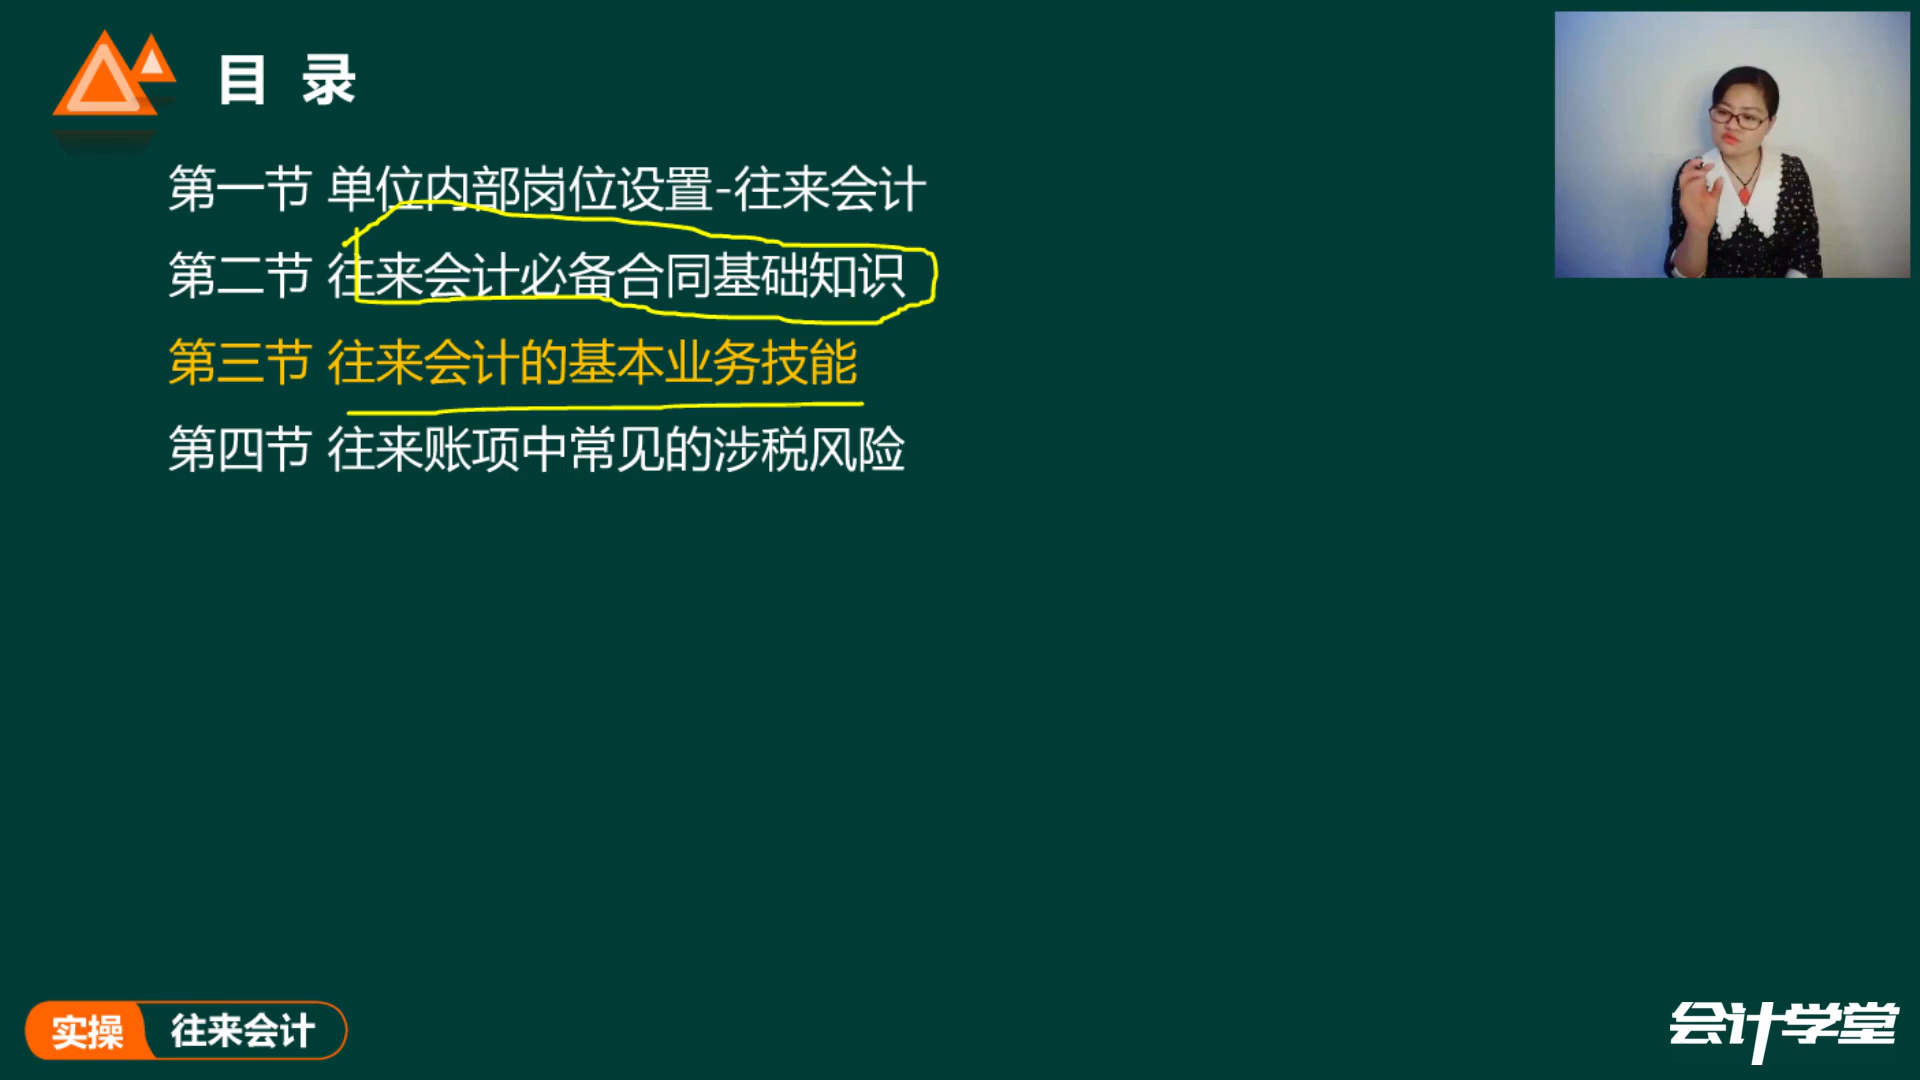 目 录
第一节 单位内部岗位设置-往来会计
第二节 往来会计必备合同基础知识
第三节 往来会计的基本业务技能
第四节 往来账项中常见的涉税风险
实操 往来会计
会计学堂